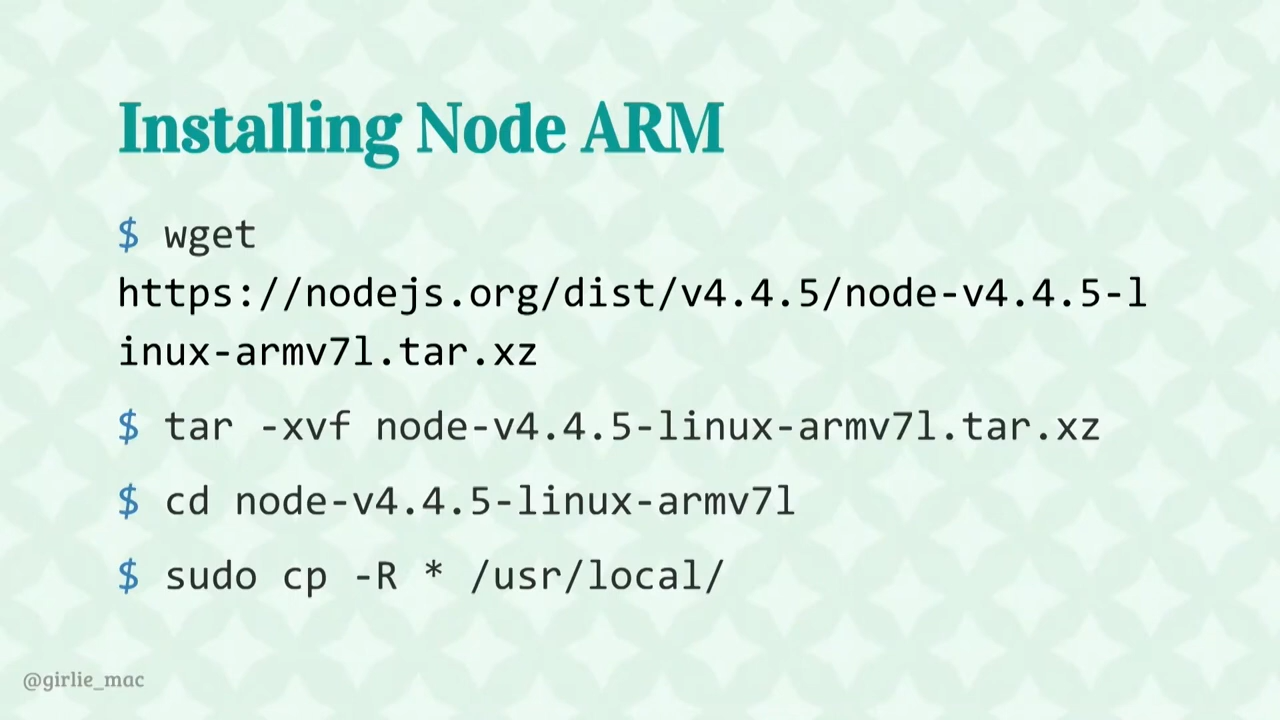 Installing Node ARM
$ wget
https://nodejs.org/dist/v4.4.5/node-v4.4.5-l
inux-armv7l.tar.xz
$ tar -xvf node-v4.4.5-linux-armv7l.tar.xz
$ cd node-v4.4.5-linux-armv7l
$ sudo cp -R * /usr/local/
@girlie_mac